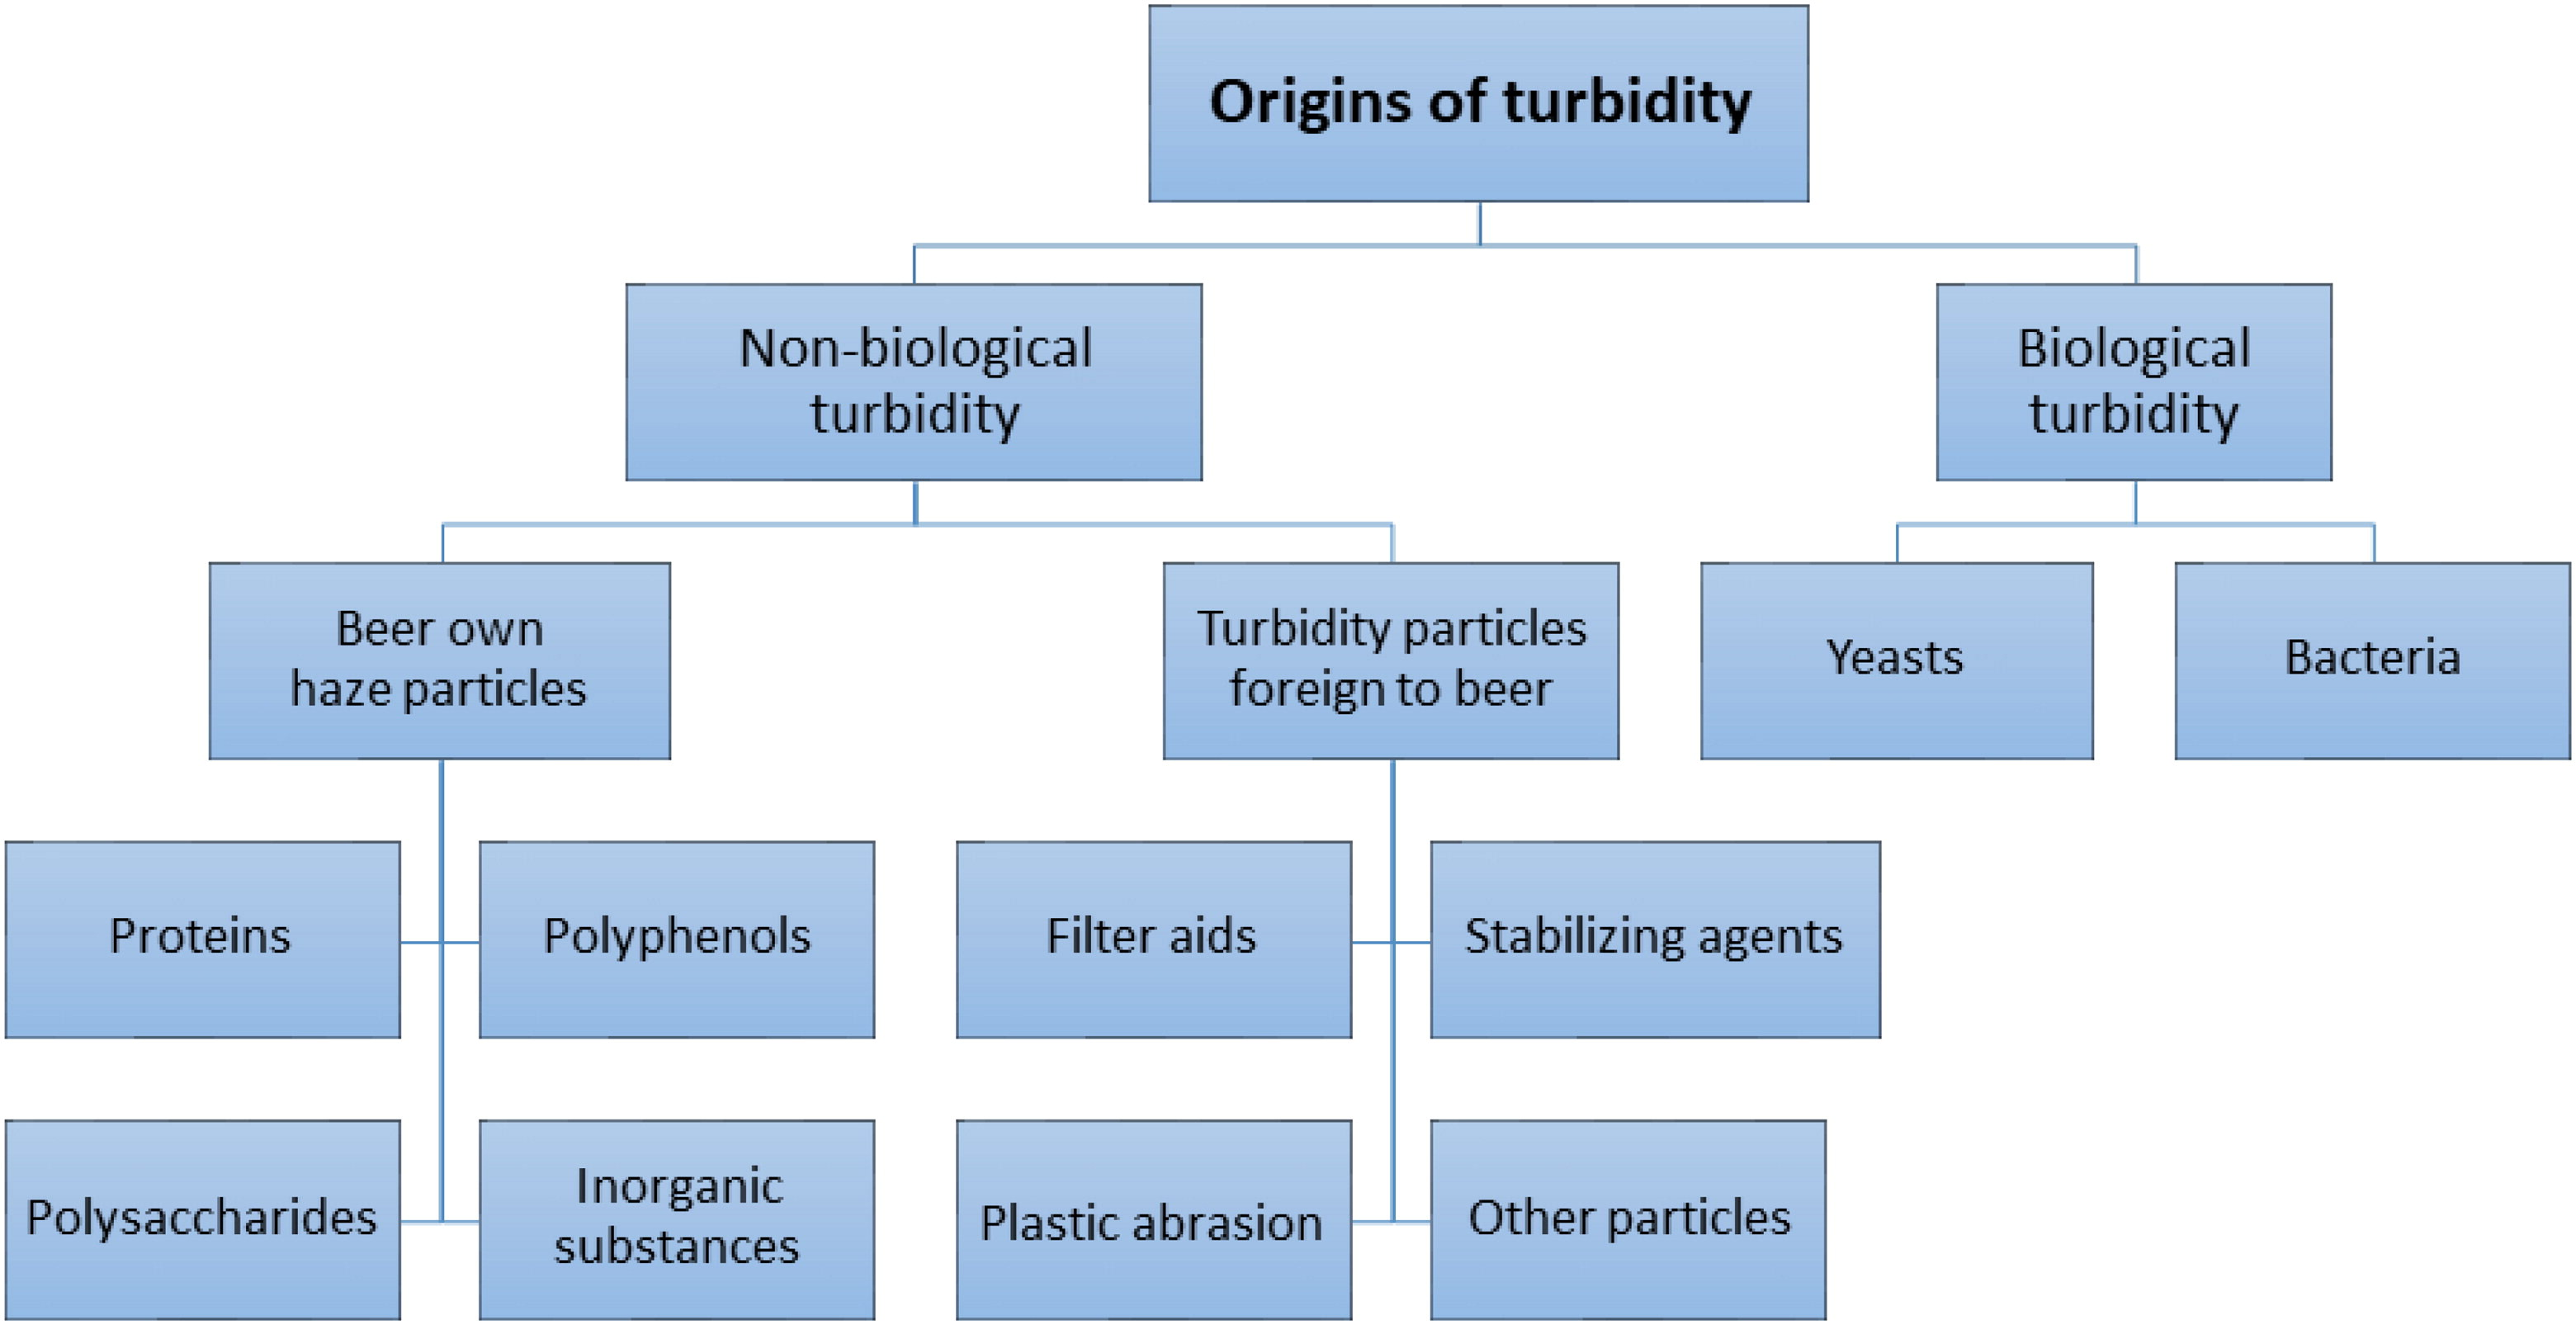 Origins of turbidity
Non-biological
turbidity
Biological
turbidity
Beer own
haze particles
Turbidity particles
foreign to beer
Yeasts
Bacteria
Proteins
Polyphenols
Filter aids
Stabilizing agents
Polysaccharides
Inorganic
substances
Plastic abrasion
Other particles